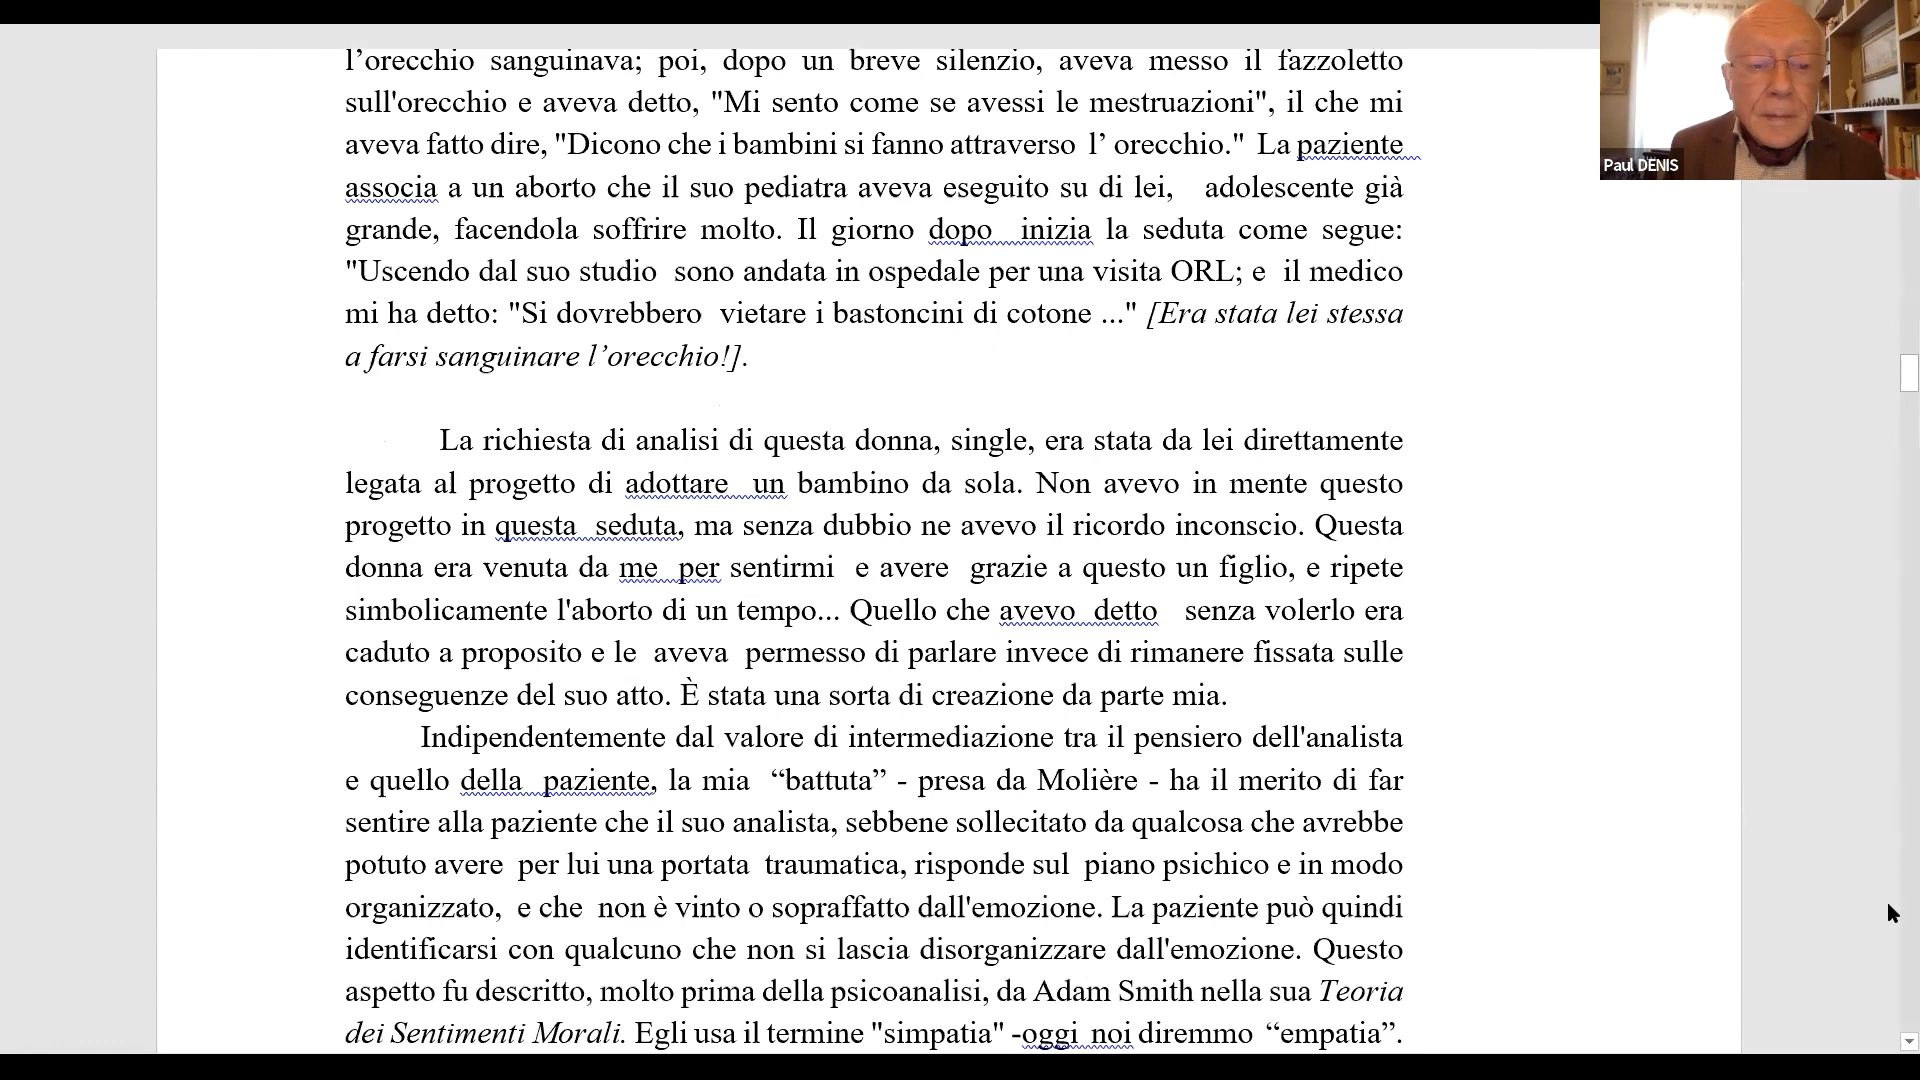 l’orecchio sanguinava; poi, dopo un breve silenzio, aveva messo il fazzoletto
sull'orecchio e aveva detto, "Mi sento come se avessi le mestruazioni", il che mi
aveva fatto dire, "Dicono che i bambini si fanno attraverso l’ orecchio." La paziente
associa a un aborto che il suo pediatra aveva eseguito su di lei, adolescente già
grande, facendola soffrire molto. Il giorno dopo inizia la seduta come segue:
"Uscendo dal suo studio sono andata in ospedale per una visita ORL; e il medico
mi ha detto: "Si dovrebbero vietare i bastoncini di cotone ..." [Era stata lei stessa
a farsi sanguinare l’orecchio!].
La richiesta di analisi di questa donna, single, era stata da lei direttamente
legata al progetto di adottare un bambino da sola. Non avevo in mente questo
progetto in questa seduta, ma senza dubbio ne avevo il ricordo inconscio. Questa
donna era venuta da me per sentirmi e avere grazie a questo un figlio, e ripete
simbolicamente l'aborto di un tempo... Quello che avevo detto senza volerlo era
caduto a proposito e le aveva permesso di parlare invece di rimanere fissata sulle
conseguenze del suo atto. È stata una sorta di creazione da parte mia.
Indipendentemente dal valore di intermediazione tra il pensiero dell'analista
e quello della paziente, la mia “battuta” - presa da Molière - ha il merito di far
sentire alla paziente che il suo analista, sebbene sollecitato da qualcosa che avrebbe
potuto avere per lui una portata traumatica, risponde sul piano psichico e in modo
organizzato, e che non è vinto o sopraffatto dall'emozione. La paziente può quindi
identificarsi con qualcuno che non si lascia disorganizzare dall'emozione. Questo
aspetto fu descritto, molto prima della psicoanalisi, da Adam Smith nella sua Teoria
dei Sentimenti Morali. Egli usa il termine "simpatia" -oggi noi diremmo “empatia”.
Paul DENIS